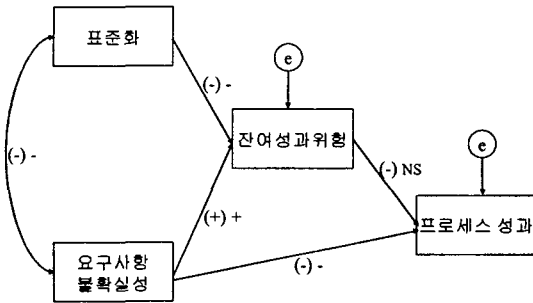 표준화
e
(-) -
잔여성과위험
e
(-) -
(-) NS
(+) +
프로세스 성과
요구사항
불확실성
(-) -